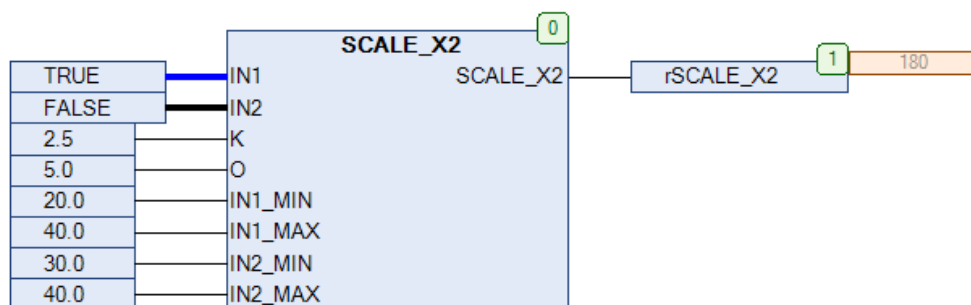 0
SCALE_X2
1
TRUE IN1 SCALE_X2 rSCALE_X2 180
FALSE IN2
2.5 K
5.0 O
20.0 IN1_MIN
40.0 IN1_MAX
30.0 IN2_MIN
40.0 IN2_MAX